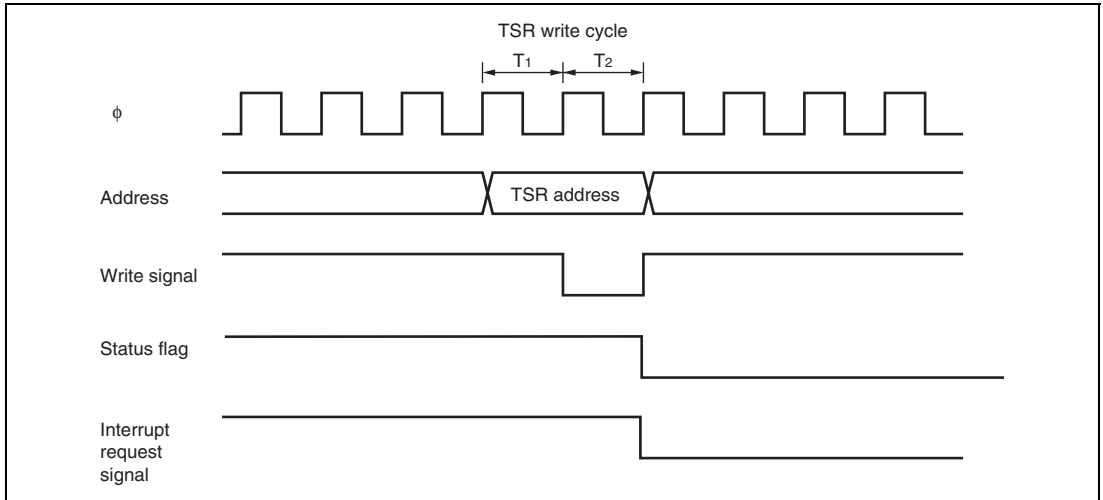 TSR write cycle
T1 T2
ϕ
Address
TSR address
Write signal
Status flag
Interrupt
request
signal